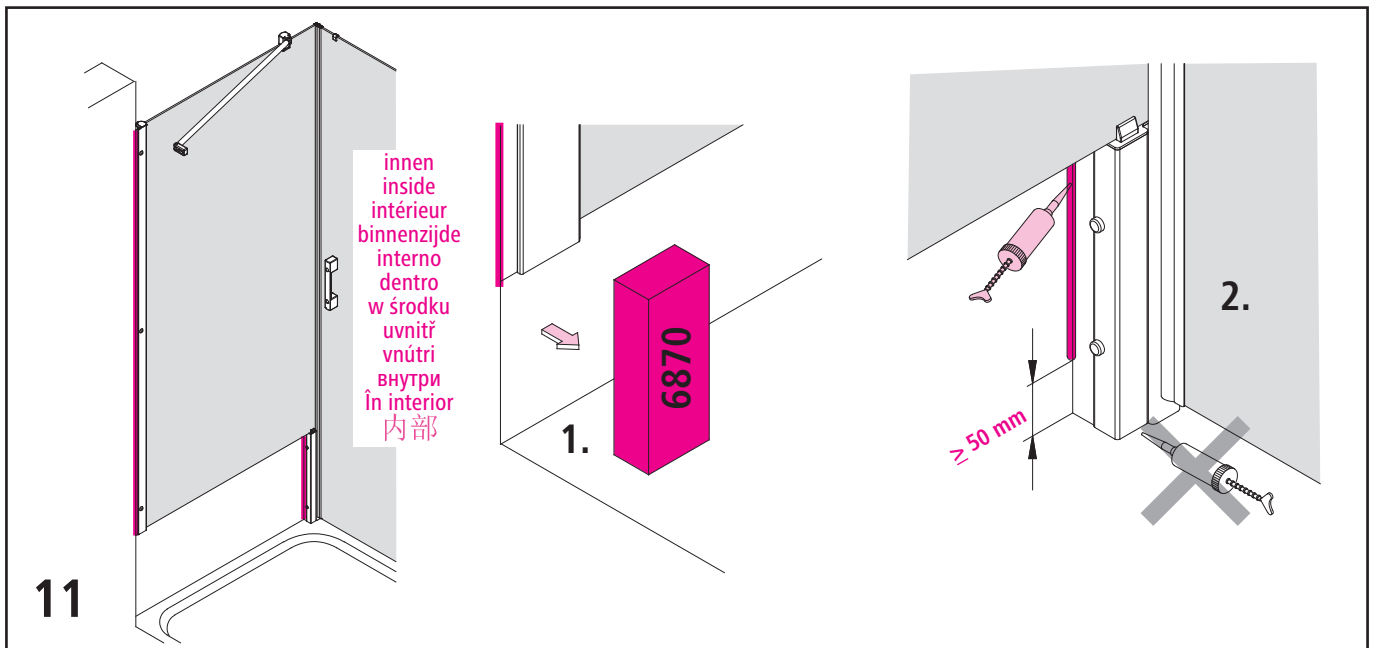 innen
inside
intérieur
binnenzijde
interno
dentro
w środku
uvnitř
vnútri
внутри
În interior
内部
1.
6870
2.
≥ 50 mm
11